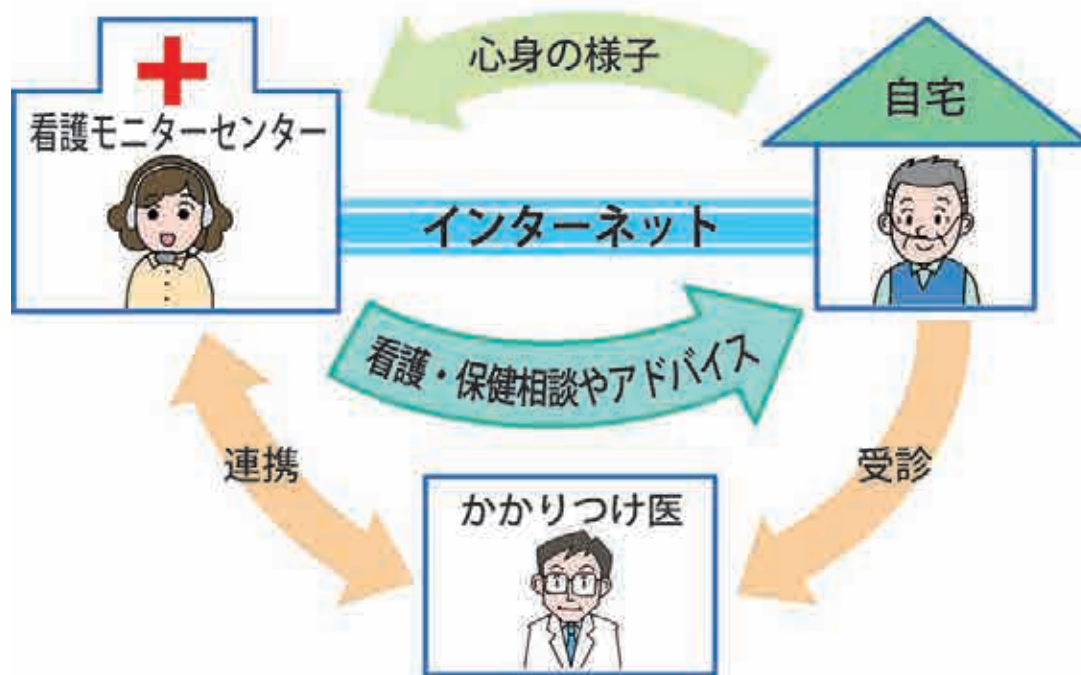 心身の様子
自宅
看護モニターセンター
インターネット
看護・保健相談やアドバイス
連携
受診
かかりつけ医